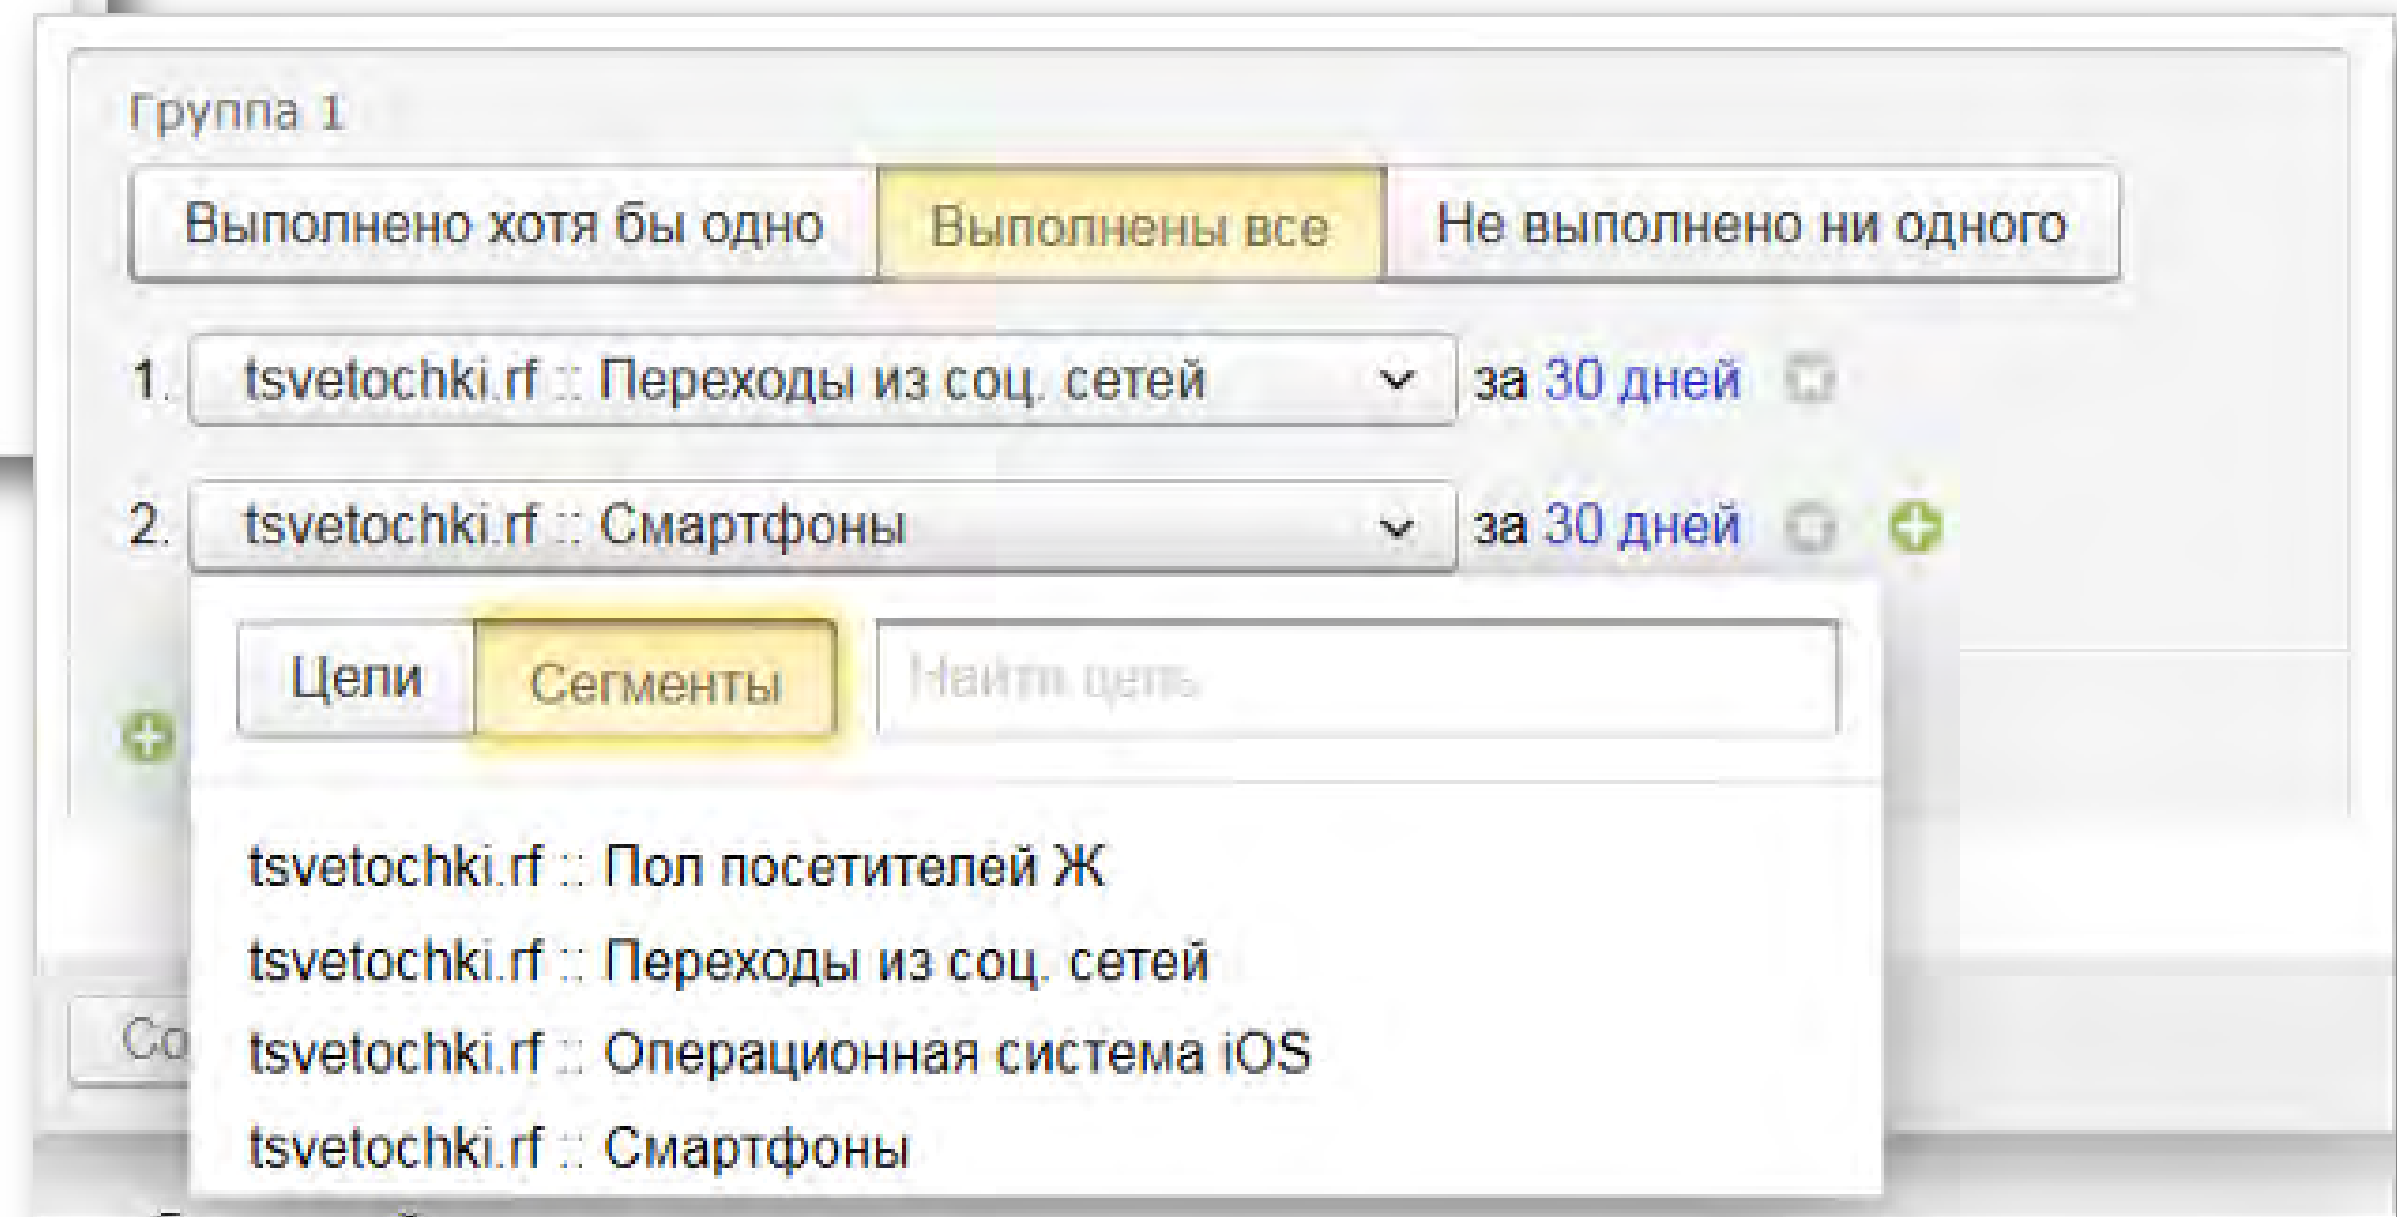 Группа 1
Выполнено хотя бы одно Выполнены все Не выполнено ни одного
1. tsvetochki.rf :: Переходы из соц. сетей за 30 дней
2. tsvetochki.rf :: Смартфоны за 30 дней
Цели Сегменты Найти цель
tsvetochki.rf :: Пол посетителей Ж
tsvetochki.rf :: Переходы из соц. сетей
tsvetochki.rf :: Операционная система iOS
Со
tsvetochki.rf :: Смартфоны